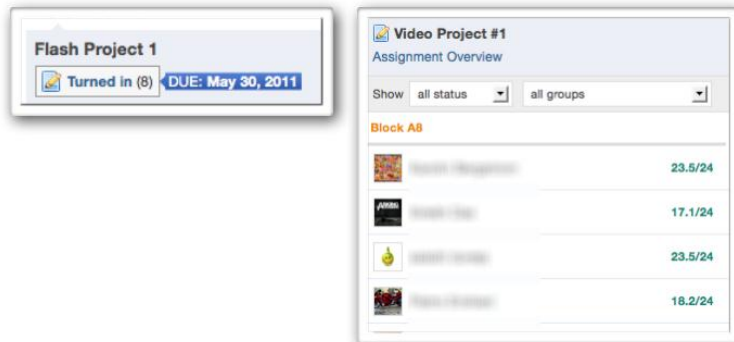 Flash Project 1
Turned in (8) DUE: May 30, 2011
Video Project #1
Assignment Overview
Show all status all groups
Block A8
23.5/24
17.1/24
23.5/24
18.2/24